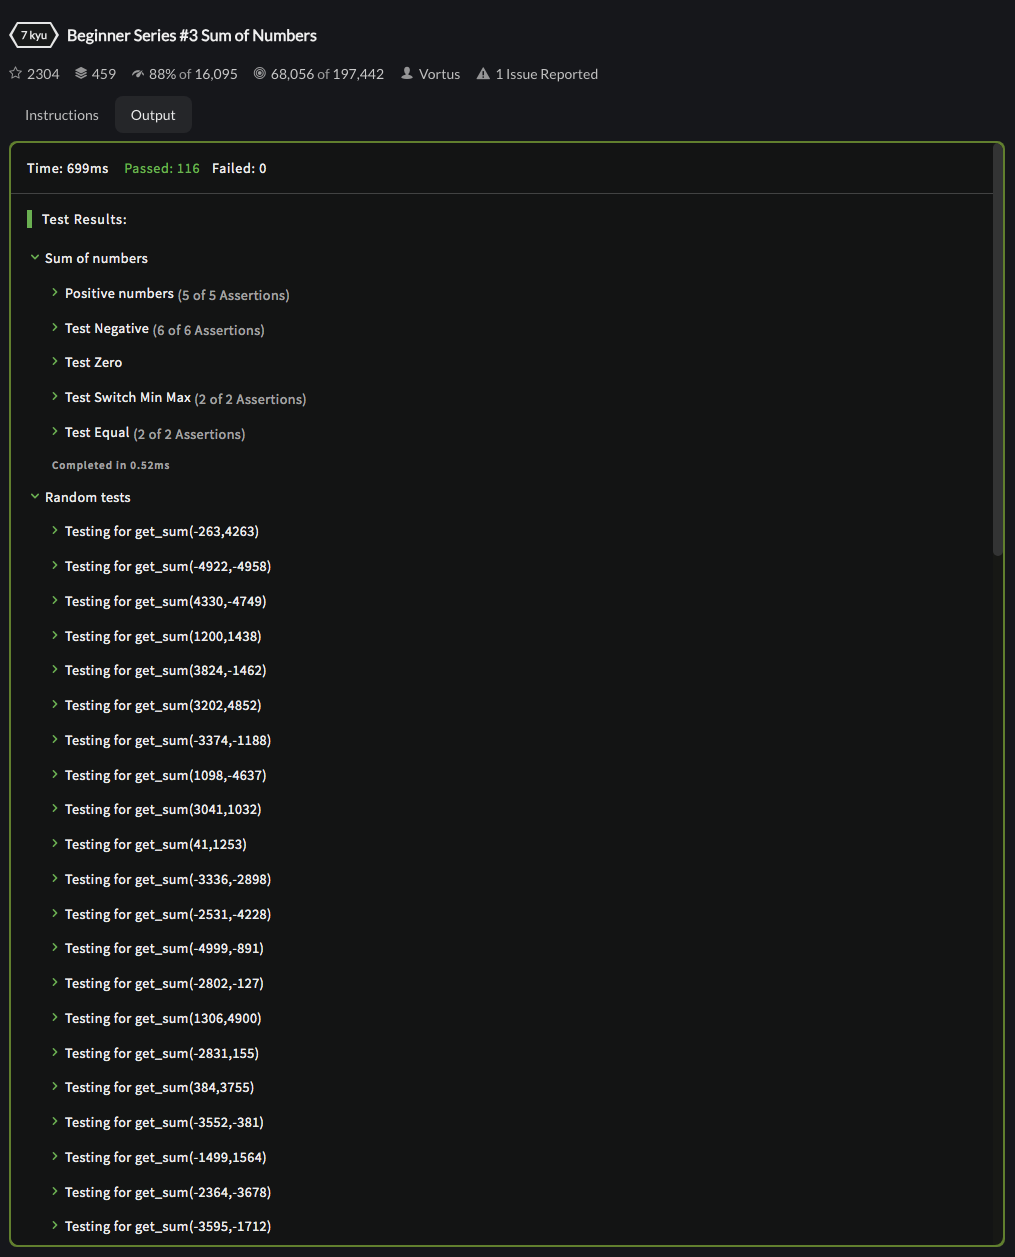 7 kyu Beginner Series #3 Sum of Numbers
2304 459 88% of 16,095 68,056 of 197,442 Vortus 1 Issue Reported
Instructions Output
Time: 699ms Passed: 116 Failed: 0
Test Results:
Sum of numbers
Positive numbers (5 of 5 Assertions)
Test Negative (6 of 6 Assertions)
Test Zero
Test Switch Min Max (2 of 2 Assertions)
Test Equal (2 of 2 Assertions)
Completed in 0.52ms
Random tests
Testing for get_sum(-263,4263)
Testing for get_sum(-4922,-4958)
Testing for get_sum(4330,-4749)
Testing for get_sum(1200,1438)
Testing for get_sum(3824,-1462)
Testing for get_sum(3202,4852)
Testing for get_sum(-3374,-1188)
Testing for get_sum(1098,-4637)
Testing for get_sum(3041,1032)
Testing for get_sum(41,1253)
Testing for get_sum(-3336,-2898)
Testing for get_sum(-2531,-4228)
Testing for get_sum(-4999,-891)
Testing for get_sum(-2802,-127)
Testing for get_sum(1306,4900)
Testing for get_sum(-2831,155)
Testing for get_sum(384,3755)
Testing for get_sum(-3552,-381)
Testing for get_sum(-1499,1564)
Testing for get_sum(-2364,-3678)
Testing for get_sum(-3595,-1712)